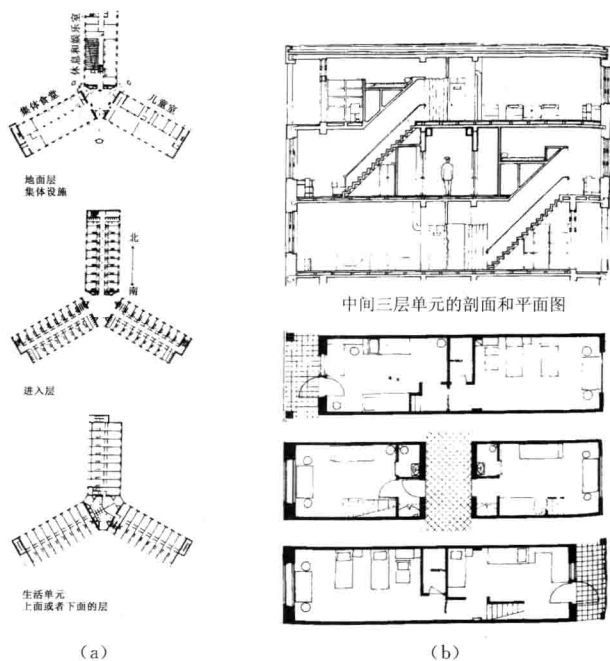 休息和娱乐室
集体食堂
儿童室
地面层
集体设施
北
南
进入层
生活单元
上面或者下面的层
(a)
中间三层单元的剖面和平面图
(b)